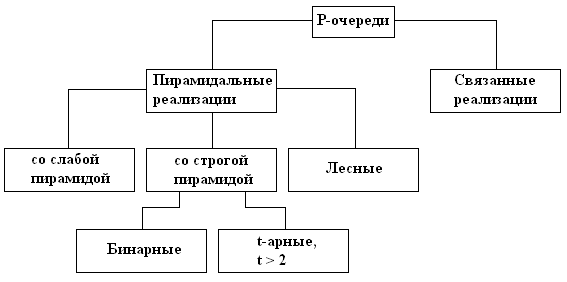 Р-очереди
Пирамидальные
реализации
Связанные
реализации
со слабой
пирамидой
со строгой
пирамидой
Лесные
Бинарные
t-арные,
t > 2